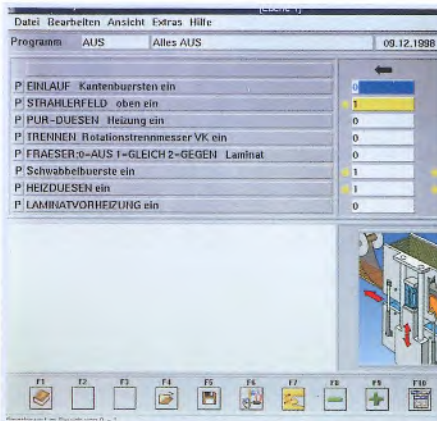 (Ebene 1)
Datei Bearbeiten Ansicht Extras Hilfe
Programm AUS Alles AUS 09.12.1998
P EINLAUF Kantenbuersten ein 0
P STRAHLERFELD oben ein 1
P PUR-DUESEN Heizung ein 0
P TRENNEN Rotationstrennmesser VK ein 0
P FRAESER:0-AUS 1-GLEICH 2-GEGEN Laminat 0
P Schwabbelbuerste ein 1
P HEIZDUESEN ein 1
P LAMINATVORHEIZUNG ein 0
F1 F2 F3 F4 F5 F6 F7 F8 F9 F10